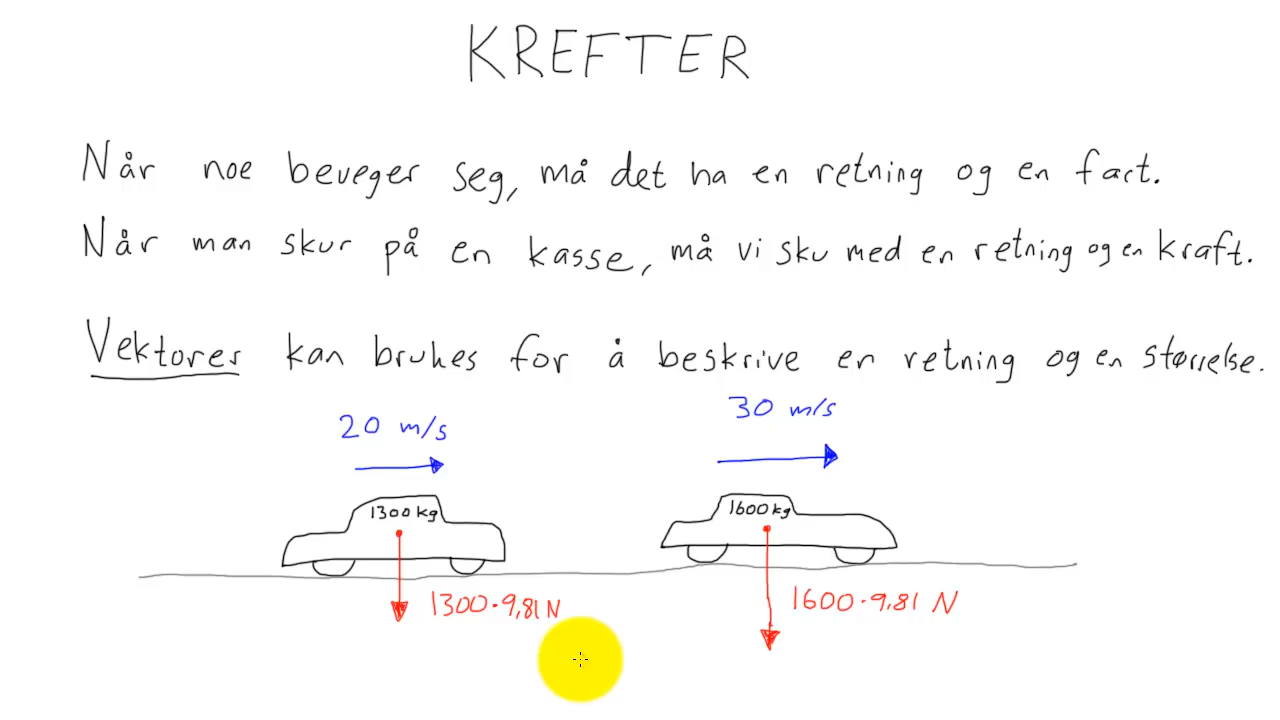 KREFTER
Når noe beveger seg, må det ha en retning og en fart.
Når man skur på en kasse, må vi sku med en retning og en kraft.
Vektorer kan brukes for å beskrive en retning og en størrelse.
20 m/s
30 m/s
1300 kg
1600 kg
1300·9,81 N
1600·9.81 N